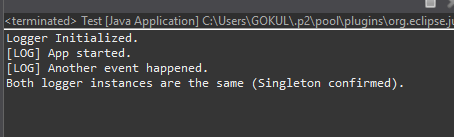 <terminated> Test [Java Application] C:\Users\GOKUL\.p2\pool\plugins\org.eclipse.ju
Logger Initialized.
[LOG] App started.
[LOG] Another event happened.
Both logger instances are the same (Singleton confirmed).